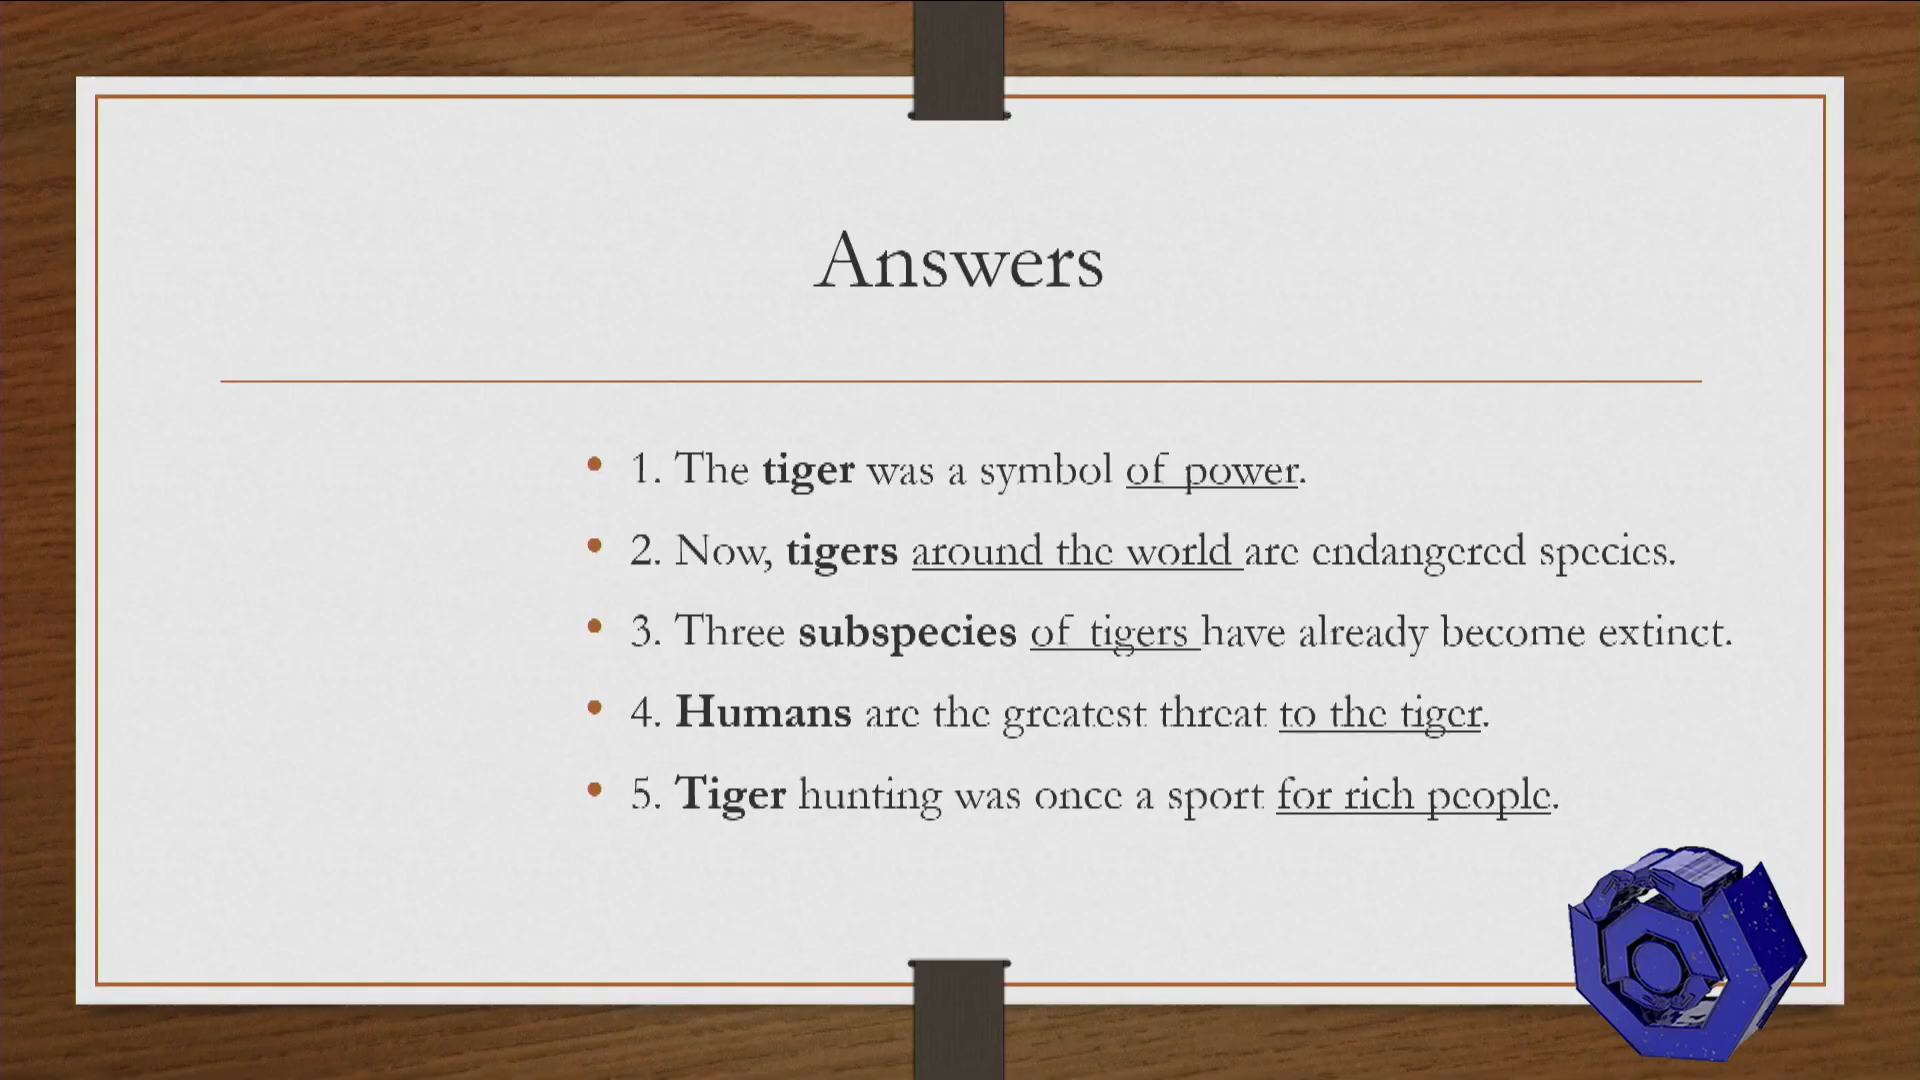 Answers
1. The tiger was a symbol of power.
2. Now, tigers around the world are endangered species.
3. Three subspecies of tigers have already become extinct.
4. Humans are the greatest threat to the tiger.
5. Tiger hunting was once a sport for rich people.